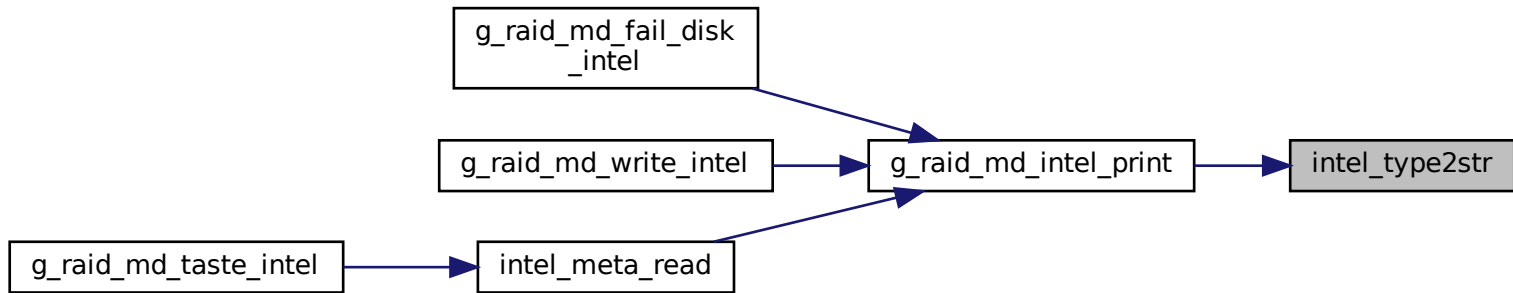 g_raid_md_fail_disk
_intel
g_raid_md_write_intel
g_raid_md_intel_print
intel_type2str
g_raid_md_taste_intel
intel_meta_read